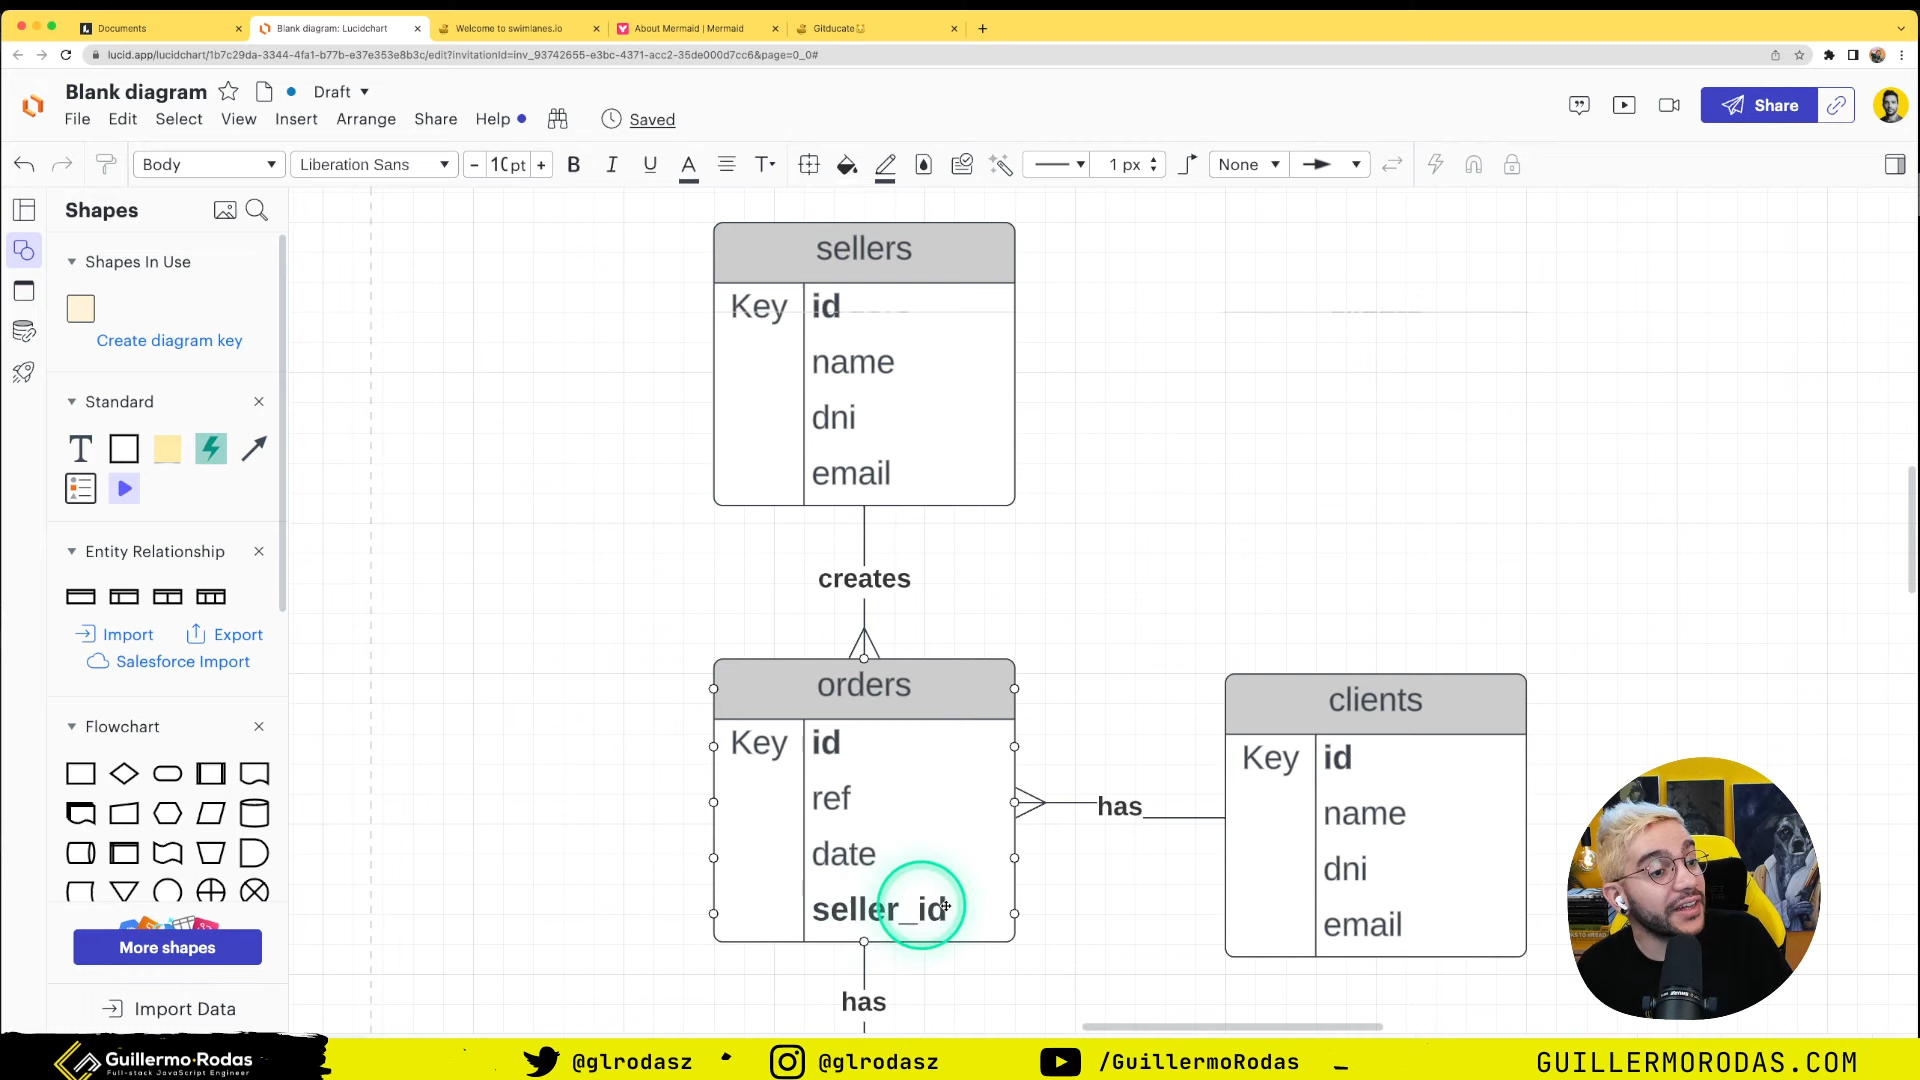 Documents
Blank diagram: Lucidchart
Welcome to swimlanes.io
About Mermaid | Mermaid
Gitducate
lucid.app/lucidchart/1b7c29da-3344-4fa1-b77b-e37e353e8b3c/edit?invitationId=inv_93742655-e3bc-4371-acc2-35de000d7cc6&page=0_0#
Blank diagram
Draft
File Edit Select View Insert Arrange Share Help
Saved
Share
Body
Liberation Sans
10 pt
B I U A T
1 px
None
Shapes
Shapes In Use
Create diagram key
Standard
T
Entity Relationship
Import
Export
Salesforce Import
Flowchart
More shapes
Import Data
sellers
Key id
name
dni
email
creates
orders
Key id
ref
date
seller_id
has
clients
Key id
name
dni
email
has
Guillermo Rodas
Full-stack JavaScript Engineer
@glrodasz
@glrodasz
/GuillermoRodas
GUILLERMORODAS.COM